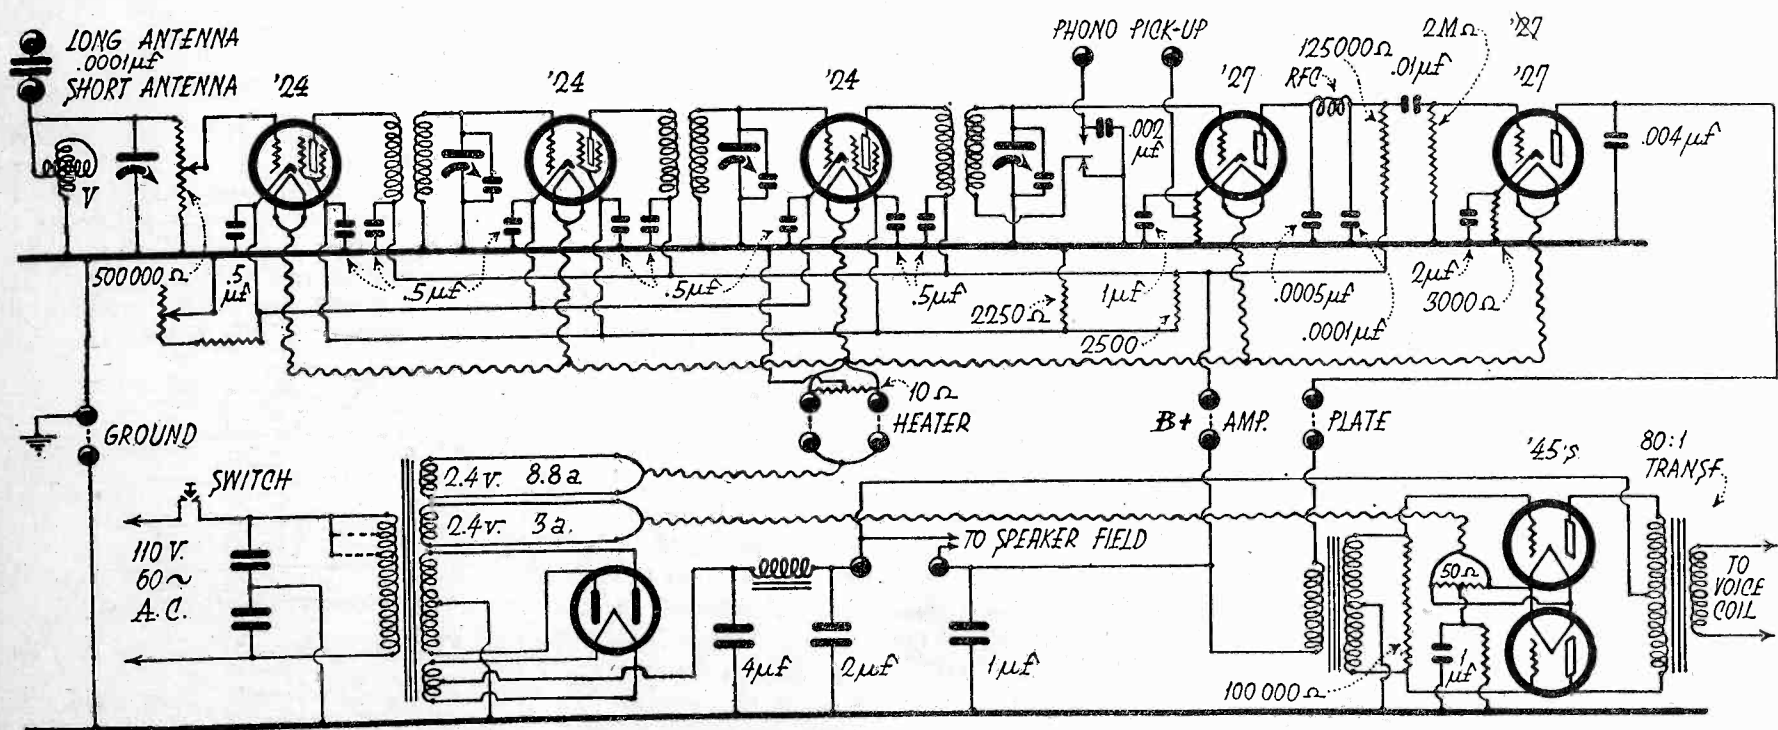 LONG ANTENNA
.0001µf
SHORT ANTENNA
'24
'24
'24
PHONO PICK-UP
'27
125000Ω
RFC
2MΩ
.01µf
'27
'27
V
.002
µf
.004µf
500000Ω
.5
µf
.5µf
.5µf
.5µf
2250Ω
2500
1µf
.0005µf
.0001µf
2µf
3000Ω
10Ω
HEATER
B+ AMP.
PLATE
GROUND
SWITCH
2.4v. 8.8a
2.4v. 3a.
'45's
80:1
TRANSF.
110 V.
60~
A.C.
TO SPEAKER FIELD
50Ω
TO
VOICE
COIL
4µf
2µf
1µf
100000Ω
1
µf